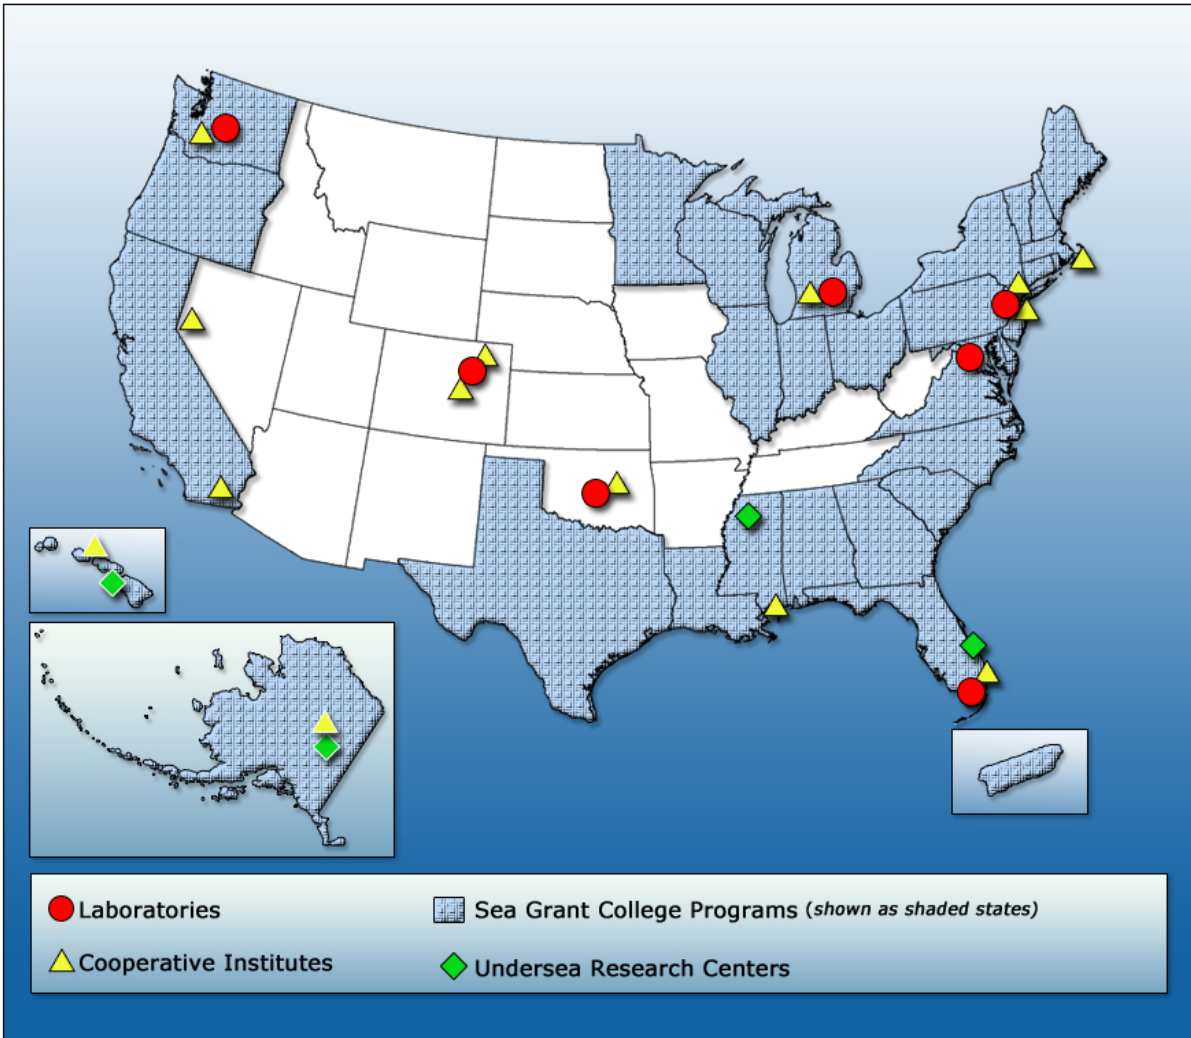 Laboratories
Sea Grant College Programs (shown as shaded states)
Cooperative Institutes
Undersea Research Centers